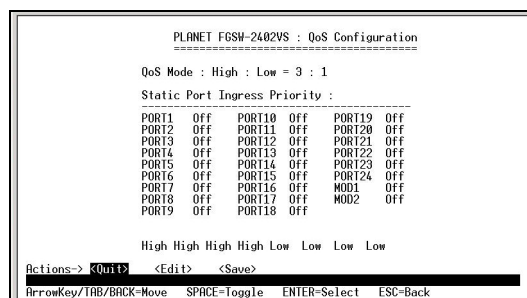 PLANET FGSW-2402VS : QoS Configuration
QoS Mode : High : Low = 3 : 1
Static Port Ingress Priority :
PORT1 Off PORT10 Off PORT19 Off
PORT2 Off PORT11 Off PORT20 Off
PORT3 Off PORT12 Off PORT21 Off
PORT4 Off PORT13 Off PORT22 Off
PORT5 Off PORT14 Off PORT23 Off
PORT6 Off PORT15 Off PORT24 Off
PORT7 Off PORT16 Off MOD1 Off
PORT8 Off PORT17 Off MOD2 Off
PORT9 Off PORT18 Off
High High High High Low Low Low Low
Actions-> <Quit> <Edit> <Save>
ArrowKey/TAB/BACK=Move SPACE=Toggle ENTER=Select ESC=Back